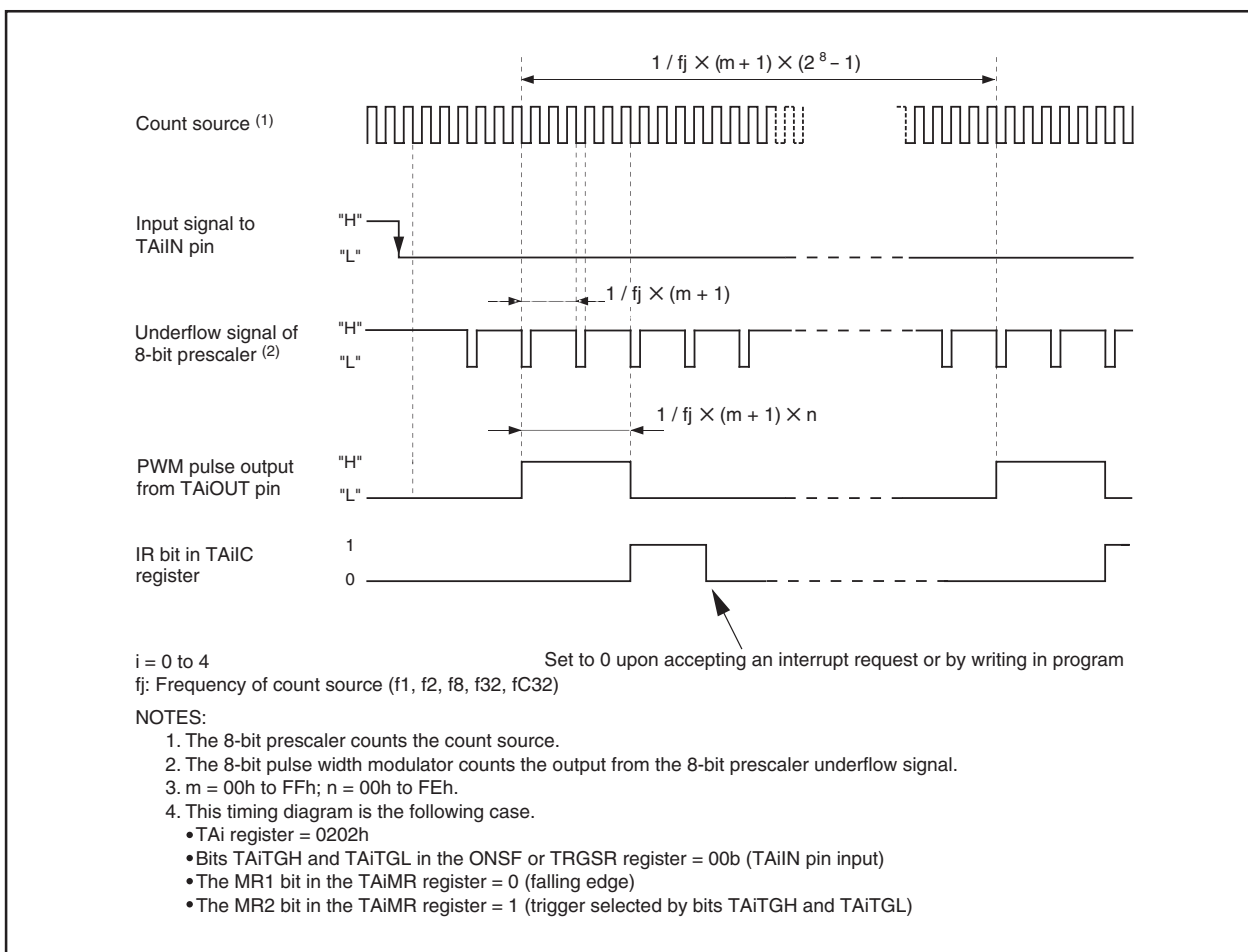 1 / fj × (m + 1) × (2⁸ – 1)
Count source (1)
Input signal to
TAiIN pin
"H"
"L"
1 / fj × (m + 1)
Underflow signal of
8-bit prescaler (2)
"H"
"L"
1 / fj × (m + 1) × n
PWM pulse output
from TAiOUT pin
"H"
"L"
IR bit in TAiIC
register
1
0
Set to 0 upon accepting an interrupt request or by writing in program
i = 0 to 4
fj: Frequency of count source (f1, f2, f8, f32, fC32)
NOTES:
1. The 8-bit prescaler counts the count source.
2. The 8-bit pulse width modulator counts the output from the 8-bit prescaler underflow signal.
3. m = 00h to FFh; n = 00h to FEh.
4. This timing diagram is the following case.
•TAi register = 0202h
•Bits TAiTGH and TAiTGL in the ONSF or TRGSR register = 00b (TAiIN pin input)
•The MR1 bit in the TAiMR register = 0 (falling edge)
•The MR2 bit in the TAiMR register = 1 (trigger selected by bits TAiTGH and TAiTGL)